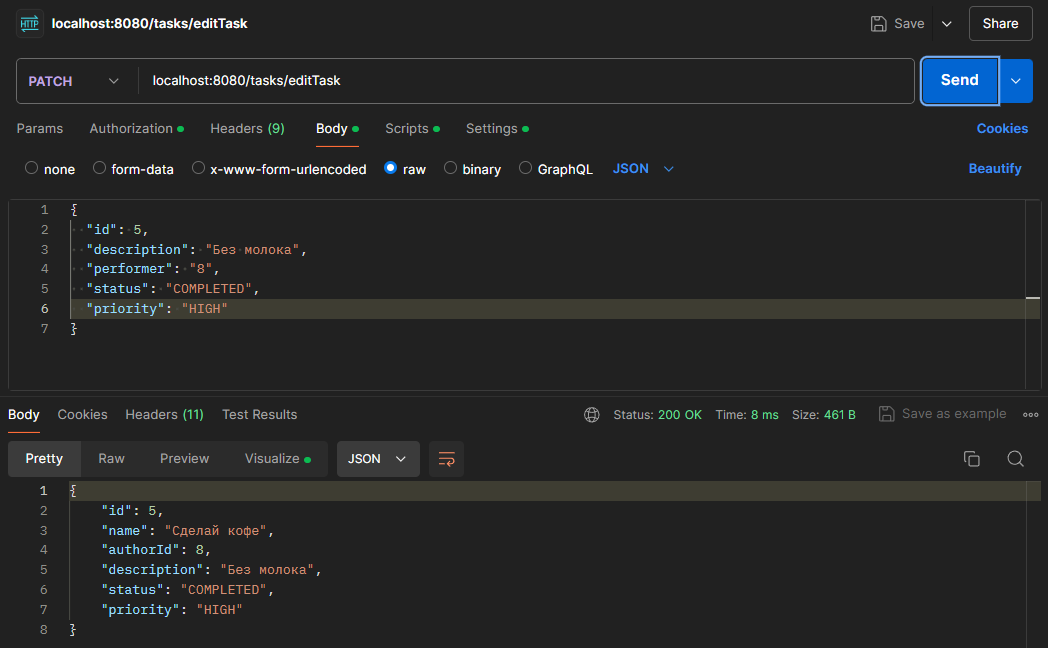 HTTP localhost:8080/tasks/editTask Save Share
PATCH localhost:8080/tasks/editTask Send
Params Authorization Headers (9) Body Scripts Settings Cookies
none form-data x-www-form-urlencoded raw binary GraphQL JSON Beautify
1 {
2 "id": 5,
3 "description": "Без молока",
4 "performer": "8",
5 "status": "COMPLETED",
6 "priority": "HIGH"
7 }
Body Cookies Headers (11) Test Results Status: 200 OK Time: 8 ms Size: 461 B Save as example
Pretty Raw Preview Visualize JSON
1 {
2 "id": 5,
3 "name": "Сделай кофе",
4 "authorId": 8,
5 "description": "Без молока",
6 "status": "COMPLETED",
7 "priority": "HIGH"
8 }